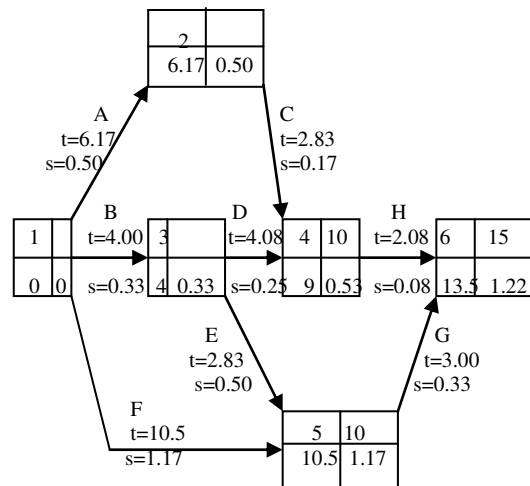 2
6.17 0.50
A
t=6.17
s=0.50
C
t=2.83
s=0.17
1
0 0
B
t=4.00
s=0.33
3
4 0.33
D
t=4.08
s=0.25
4 10
9 0.53
H
t=2.08
s=0.08
6 15
13.5 1.22
E
t=2.83
s=0.50
G
t=3.00
s=0.33
F
t=10.5
s=1.17
5 10
10.5 1.17